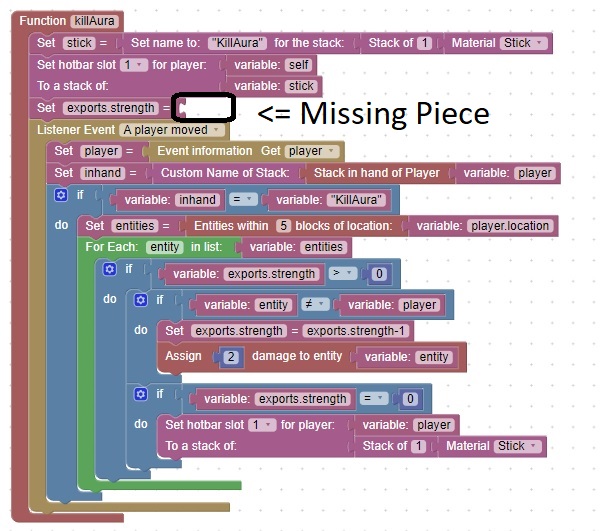 Function killAura
Set stick = Set name to: "KillAura" for the stack: Stack of 1 Material Stick
Set hotbar slot 1 for player: variable: self
To a stack of: variable: stick
Set exports.strength = <= Missing Piece
Listener Event A player moved
Set player = Event information Get player
Set inhand = Custom Name of Stack: Stack in hand of Player variable: player
if variable: inhand = variable: "KillAura"
do Set entities = Entities within 5 blocks of location: variable: player.location
For Each: entity in list: variable: entities
if variable: exports.strength > 0
do if variable: entity ≠ variable: player
do Set exports.strength = exports.strength-1
Assign 2 damage to entity variable: entity
if variable: exports.strength = 0
do Set hotbar slot 1 for player: variable: player
To a stack of: Stack of 1 Material Stick